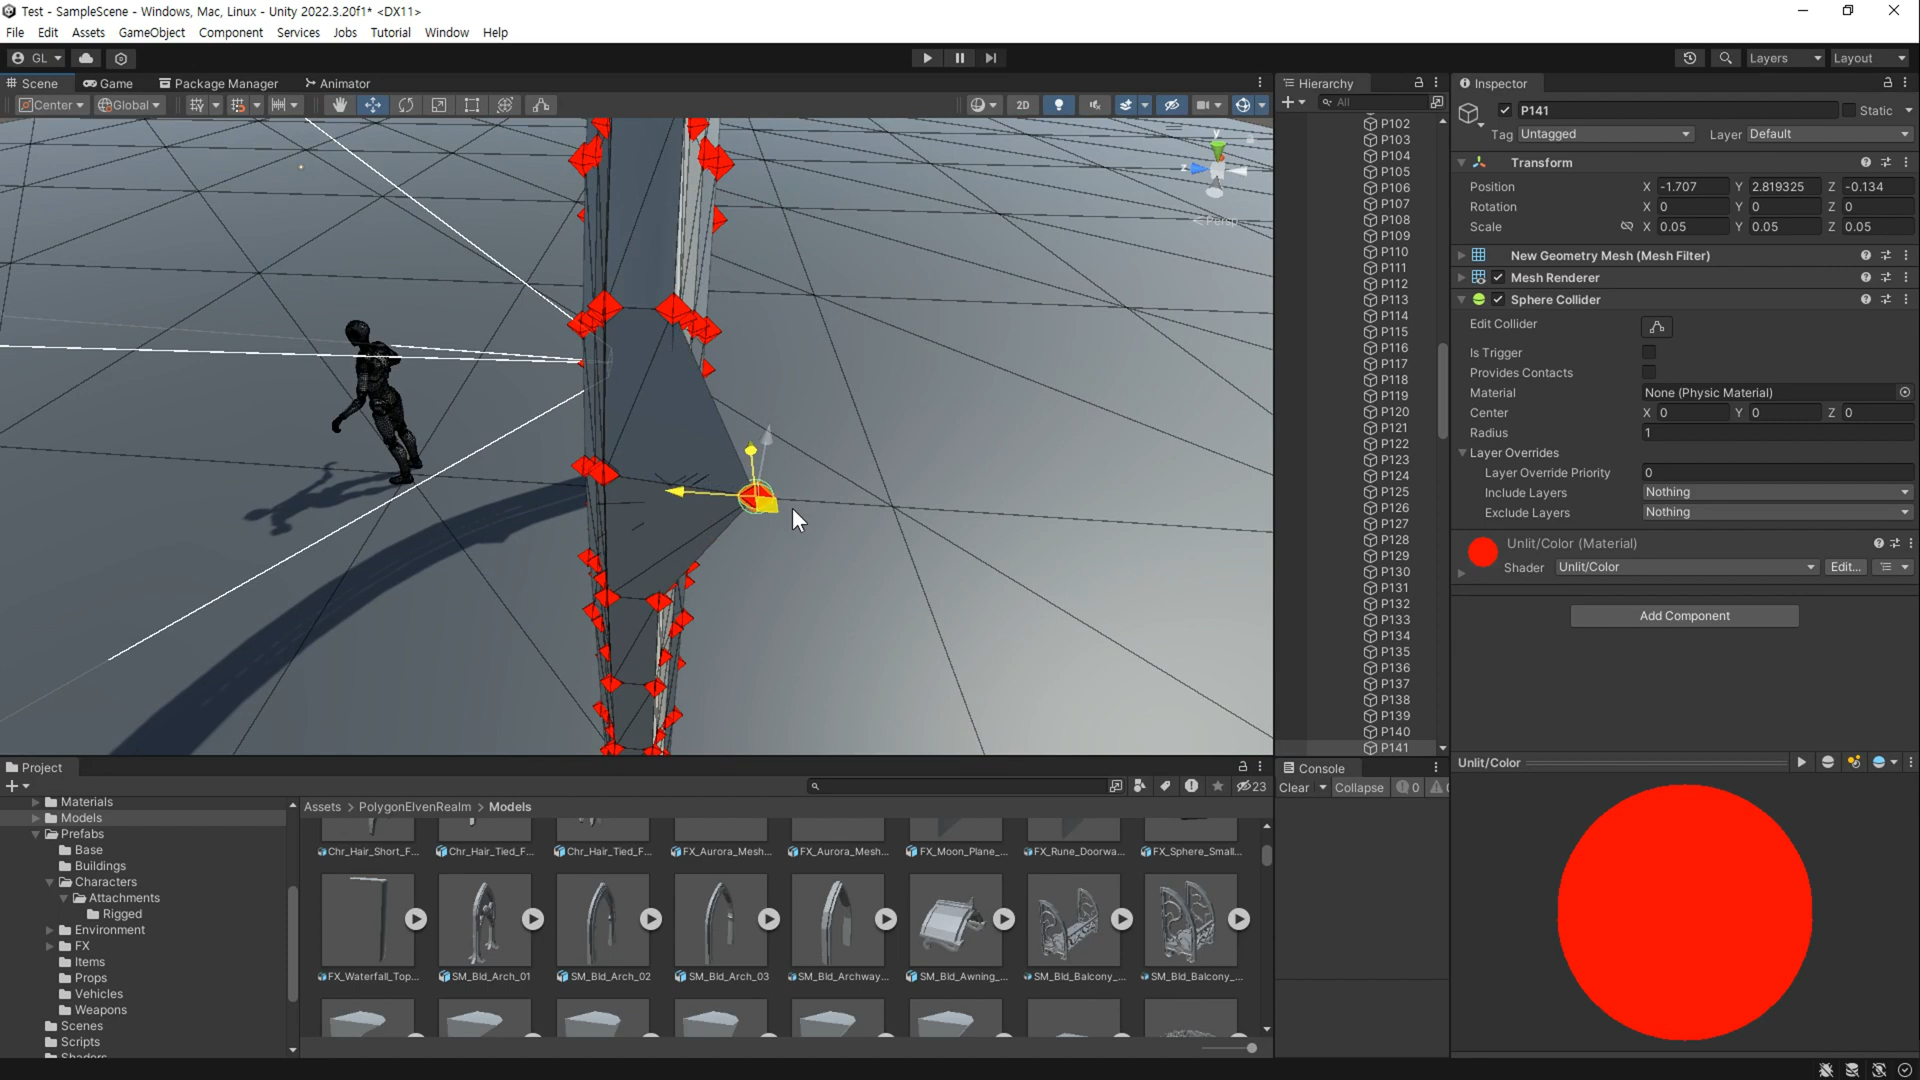 Test - SampleScene - Windows, Mac, Linux - Unity 2022.3.20f1* <DX11>
File Edit Assets GameObject Component Services Jobs Tutorial Window Help
GL Layers Layout
Scene Game Package Manager Animator
Center Global 2D
Persp
Hierarchy
All
P102
P103
P104
P105
P106
P107
P108
P109
P110
P111
P112
P113
P114
P115
P116
P117
P118
P119
P120
P121
P122
P123
P124
P125
P126
P127
P128
P129
P130
P131
P132
P133
P134
P135
P136
P137
P138
P139
P140
P141
Inspector
P141 Static
Tag Untagged Layer Default
Transform
Position X -1.707 Y 2.819325 Z -0.134
Rotation X 0 Y 0 Z 0
Scale X 0.05 Y 0.05 Z 0.05
New Geometry Mesh (Mesh Filter)
Mesh Renderer
Sphere Collider
Edit Collider
Is Trigger
Provides Contacts
Material None (Physic Material)
Center X 0 Y 0 Z 0
Radius 1
Layer Overrides
Layer Override Priority 0
Include Layers Nothing
Exclude Layers Nothing
Unlit/Color (Material)
Shader Unlit/Color Edit...
Add Component
Unlit/Color
Project
23
Materials
Models
Prefabs
Base
Buildings
Characters
Attachments
Rigged
Environment
FX
Items
Props
Vehicles
Weapons
Scenes
Scripts
Shaders
Assets > PolygonElvenRealm > Models
Chr_Hair_Short_F... Chr_Hair_Tied_F... Chr_Hair_Tied_F... FX_Aurora_Mesh... FX_Aurora_Mesh... FX_Moon_Plane_... FX_Rune_Doorwa... FX_Sphere_Small...
FX_Waterfall_Top... SM_Bld_Arch_01 SM_Bld_Arch_02 SM_Bld_Arch_03 SM_Bld_Archway... SM_Bld_Awning_... SM_Bld_Balcony_... SM_Bld_Balcony_...
Console
Clear Collapse 0